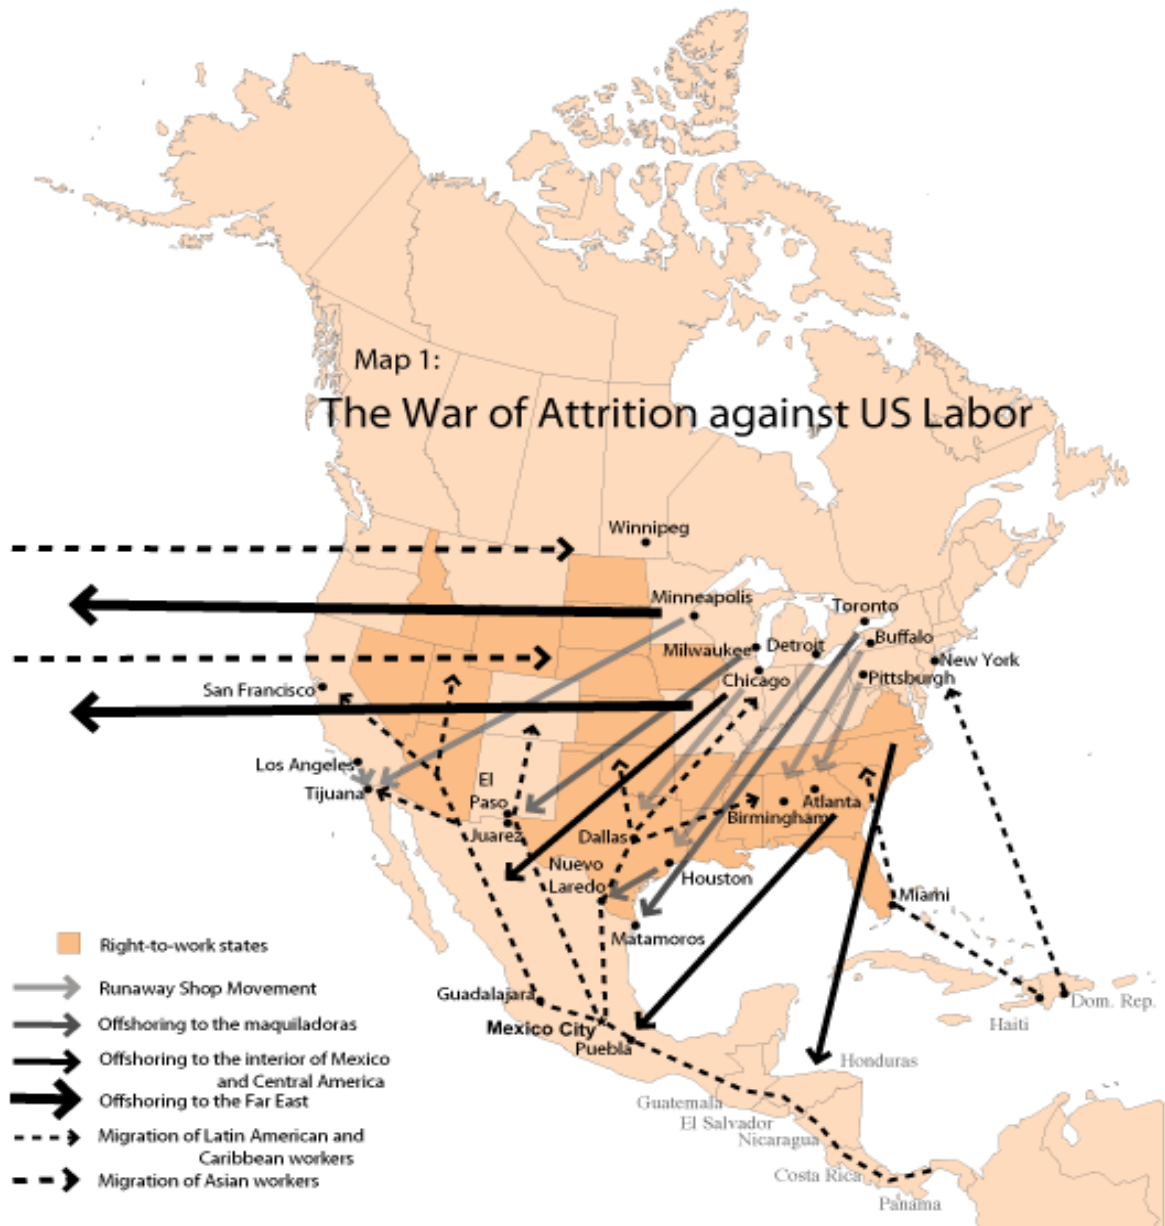 Map 1:
The War of Attrition against US Labor
Winnipeg
Minneapolis
Toronto
Buffalo
Milwaukee
Detroit
New York
Chicago
Pittsburgh
San Francisco
Los Angeles
Tijuana
El
Paso
Juarez
Atlanta
Birmingham
Dallas
Nuevo
Laredo
Houston
Miami
Matamoros
Right-to-work states
Runaway Shop Movement
Offshoring to the maquiladoras
Offshoring to the interior of Mexico
and Central America
Offshoring to the Far East
Migration of Latin American and
Caribbean workers
Migration of Asian workers
Guadalajara
Mexico City
Puebla
Dom. Rep.
Haiti
Honduras
Guatemala
El Salvador
Nicaragua
Costa Rica
Panama